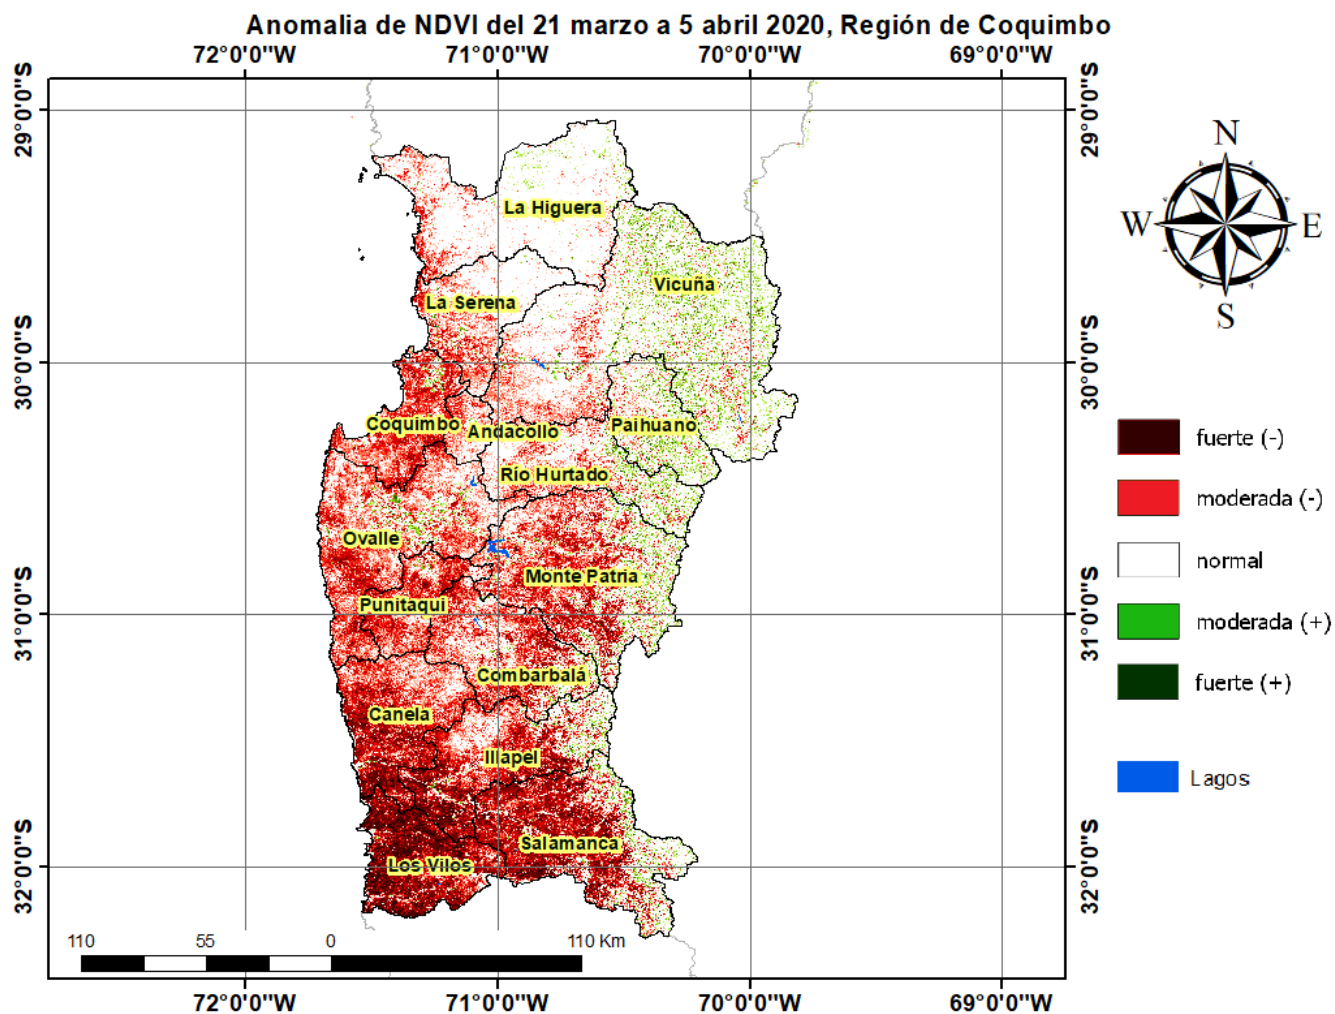 Anomalia de NDVI del 21 marzo a 5 abril 2020, Región de Coquimbo
72°0'0"W 71°0'0"W 70°0'0"W 69°0'0"W
29°0'0"S 29°0'0"S
N
W E
S
La Higuera
Vicuña
La Serena
30°0'0"S 30°0'0"S
Coquimbo
Andacollo
Paihuano
Río Hurtado
Ovalle
Monte Patria
Punitaqui
31°0'0"S 31°0'0"S
Combarbalá
Canela
Illapel
Salamanca
Los Vilos
32°0'0"S 32°0'0"S
fuerte (-)
moderada (-)
normal
moderada (+)
fuerte (+)
Lagos
110 55 0 110 Km
72°0'0"W 71°0'0"W 70°0'0"W 69°0'0"W